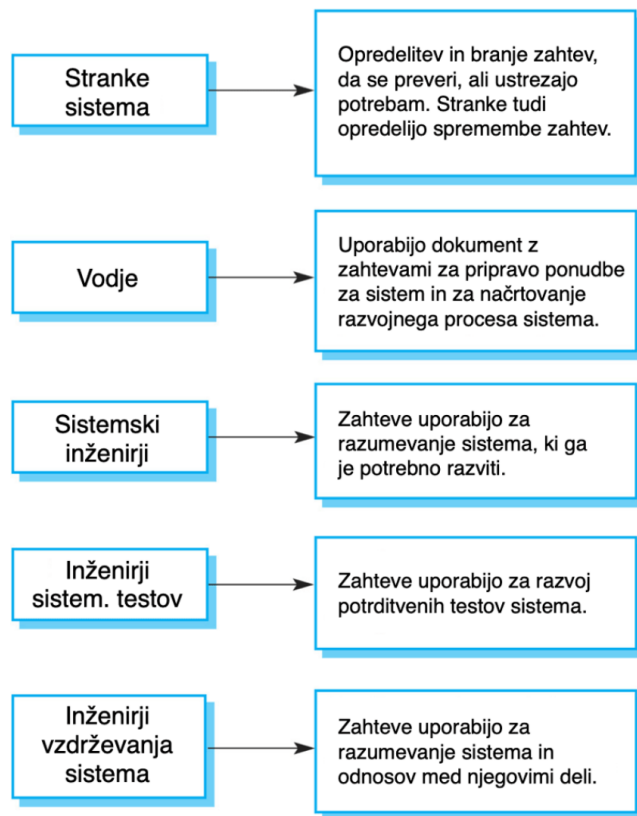 Stranke
sistema
Opredelitev in branje zahtev,
da se preveri, ali ustrezajo
potrebam. Stranke tudi
opredelijo spremembe zahtev.
Vodje
Uporabijo dokument z
zahtevami za pripravo ponudbe
za sistem in za načrtovanje
razvojnega procesa sistema.
Sistemski
inženirji
Zahteve uporabijo za
razumevanje sistema, ki ga
je potrebno razviti.
Inženirji
sistem. testov
Zahteve uporabijo za razvoj
potrditvenih testov sistema.
Inženirji
vzdrževanja
sistema
Zahteve uporabijo za
razumevanje sistema in
odnosov med njegovimi deli.